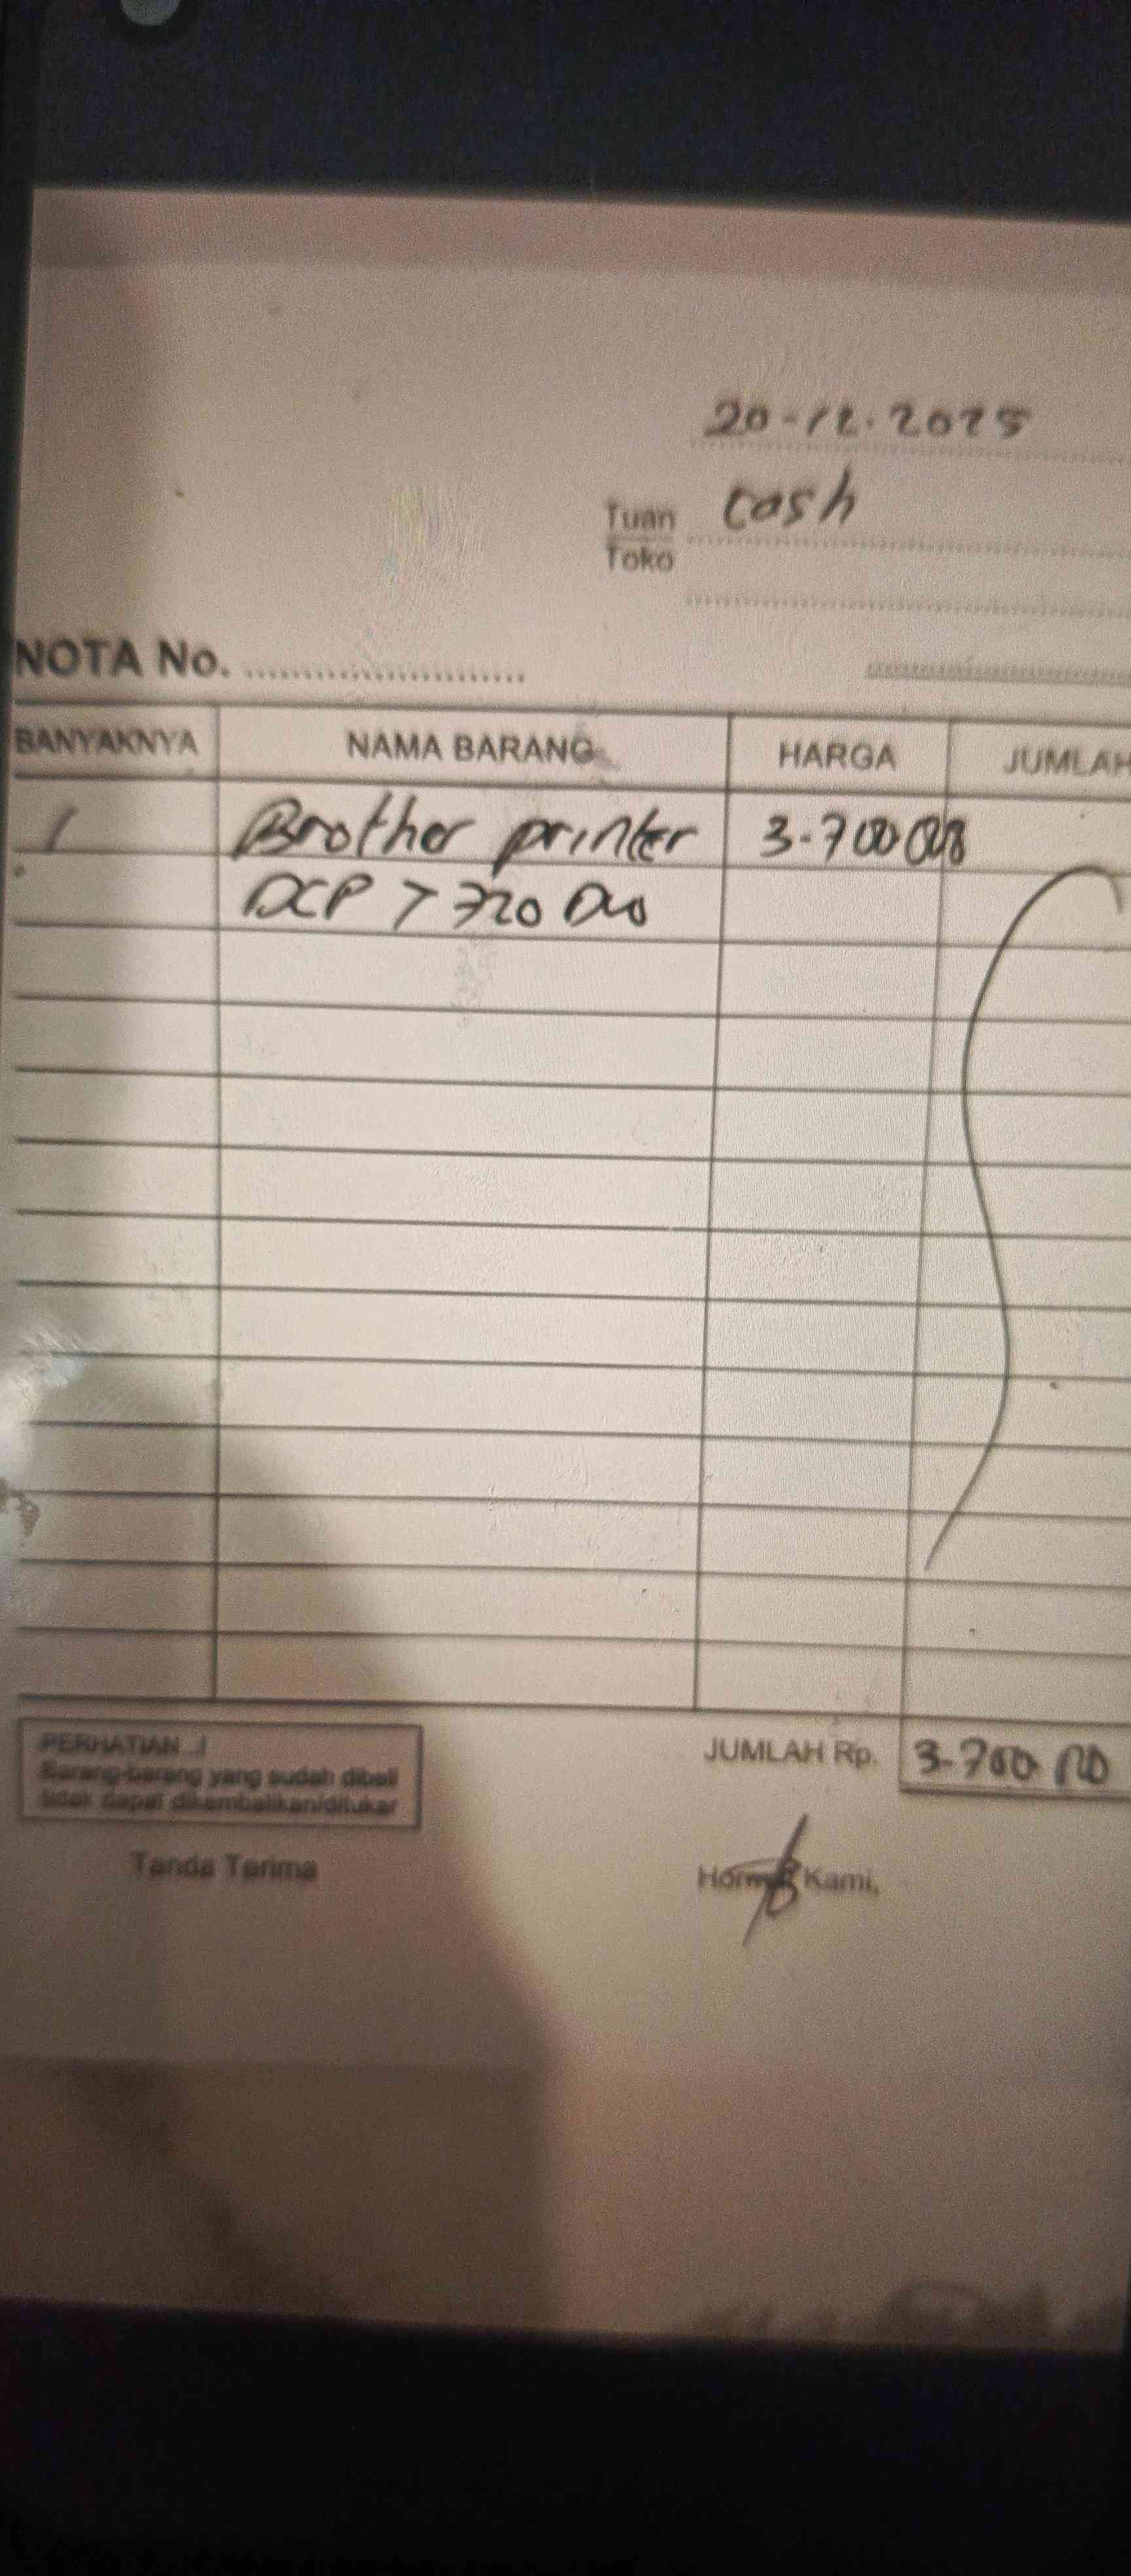 20-12-2025
Tuan Cash
Toko
NOTA No. ........................
BANYAKNYA NAMA BARANG HARGA JUMLAH
1 Brother printer 3.700.000
DCP T 720 DW
PERHATIAN ..!
Barang-barang yang sudah dibeli
tidak dapat dikembalikan/ditukar
JUMLAH Rp. 3.700.000
Tanda Terima Hormat Kami,